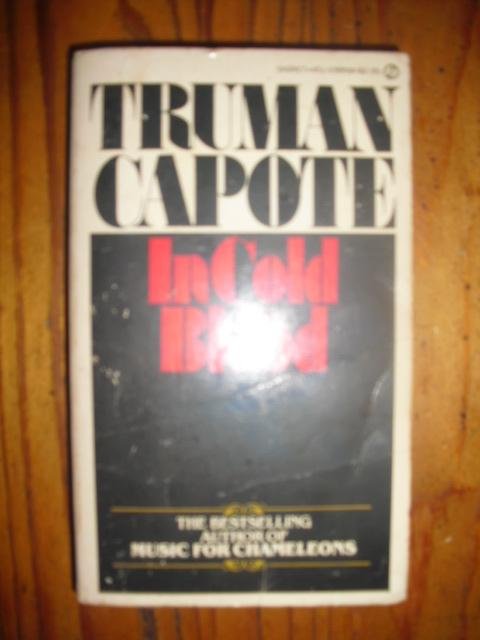 TRUMAN
CAPOTE
In Cold
Blood
THE BESTSELLING
AUTHOR OF
MUSIC FOR CHAMELEONS